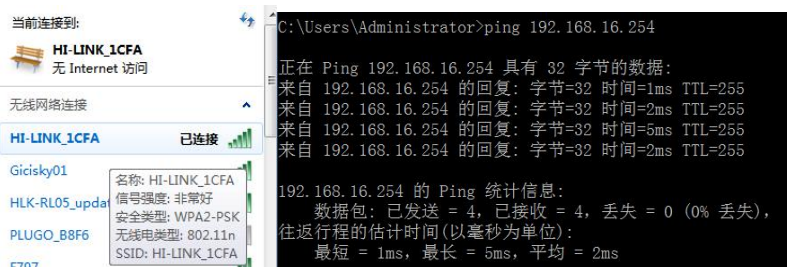 当前连接到:
HI-LINK_1CFA
无 Internet 访问
无线网络连接
HI-LINK_1CFA 已连接
Gicisky01
HLK-RL05_updat
PLUGO_B8F6
名称: HI-LINK_1CFA
信号强度: 非常好
安全类型: WPA2-PSK
无线电类型: 802.11n
SSID: HI-LINK_1CFA
C:\Users\Administrator>ping 192.168.16.254
正在 Ping 192.168.16.254 具有 32 字节的数据:
来自 192.168.16.254 的回复: 字节=32 时间=1ms TTL=255
来自 192.168.16.254 的回复: 字节=32 时间=2ms TTL=255
来自 192.168.16.254 的回复: 字节=32 时间=5ms TTL=255
来自 192.168.16.254 的回复: 字节=32 时间=2ms TTL=255
192.168.16.254 的 Ping 统计信息:
数据包: 已发送 = 4，已接收 = 4，丢失 = 0 (0% 丢失)，
往返行程的估计时间(以毫秒为单位):
最短 = 1ms，最长 = 5ms，平均 = 2ms